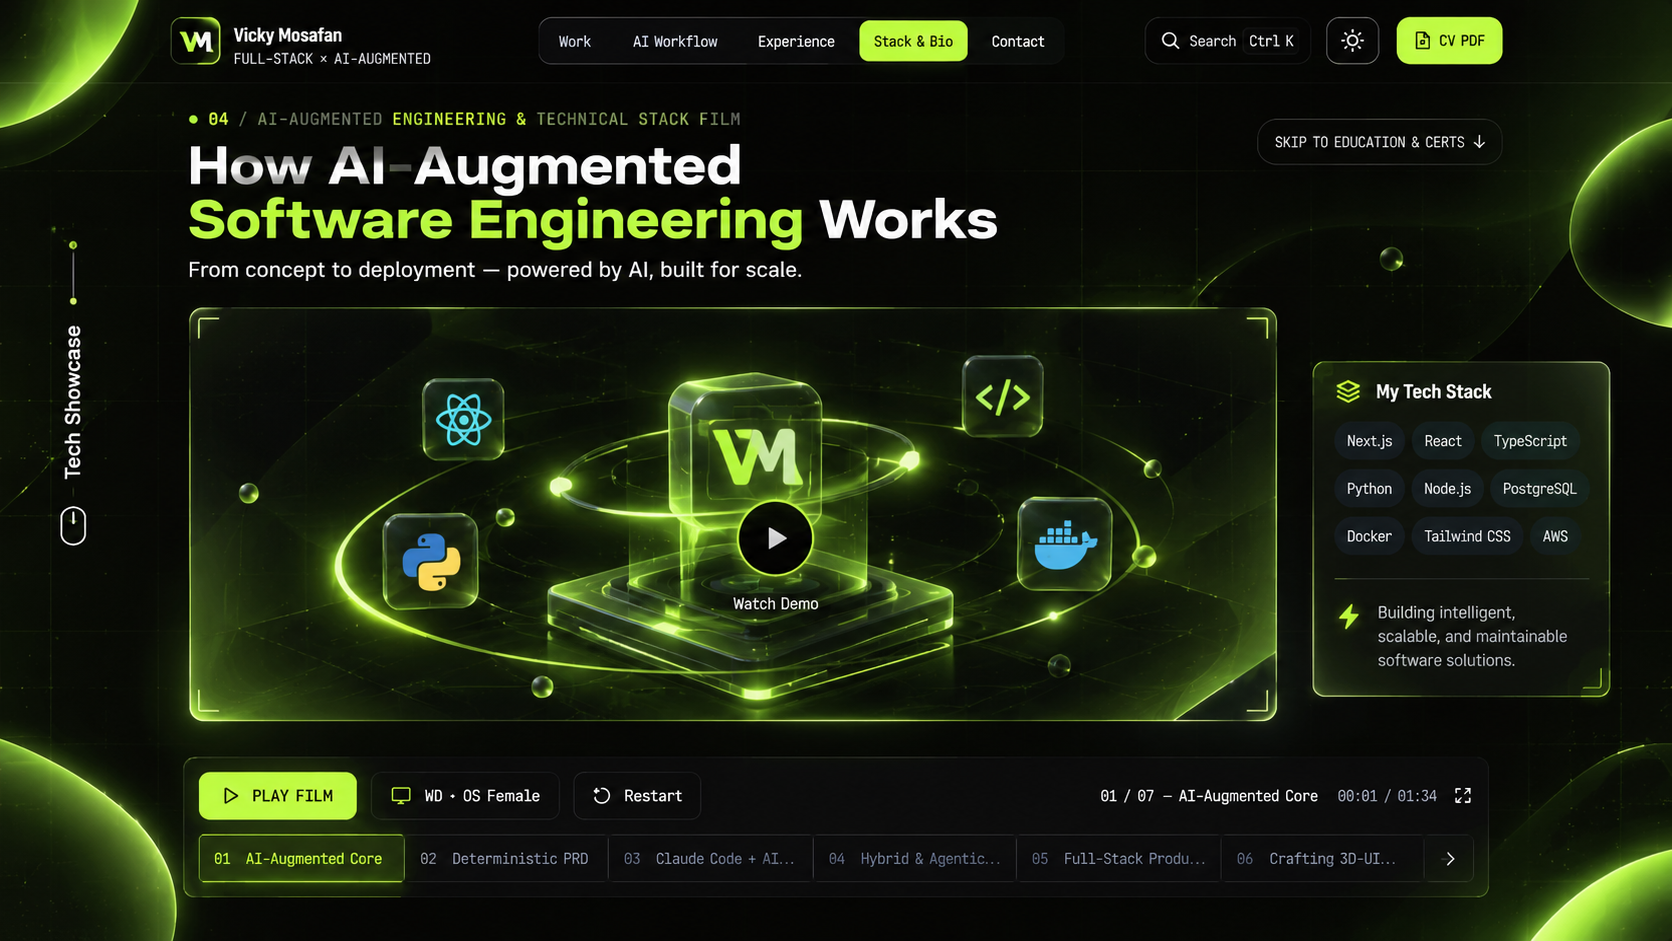 VM
Vicky Mosafan
FULL-STACK × AI-AUGMENTED
Work
AI Workflow
Experience
Stack & Bio
Contact
Search
Ctrl K
CV PDF
04 / AI-AUGMENTED ENGINEERING & TECHNICAL STACK FILM
SKIP TO EDUCATION & CERTS ↓
How AI-Augmented
Software Engineering Works
From concept to deployment — powered by AI, built for scale.
Tech Showcase
</>
VM
Watch Demo
My Tech Stack
Next.js
React
TypeScript
Python
Node.js
PostgreSQL
Docker
Tailwind CSS
AWS
Building intelligent,
scalable, and maintainable
software solutions.
PLAY FILM
WD • OS Female
Restart
01 / 07 — AI-Augmented Core
00:01 / 01:34
01 AI-Augmented Core
02 Deterministic PRD
03 Claude Code + AI...
04 Hybrid & Agentic...
05 Full-Stack Produ...
06 Crafting 3D-UI...